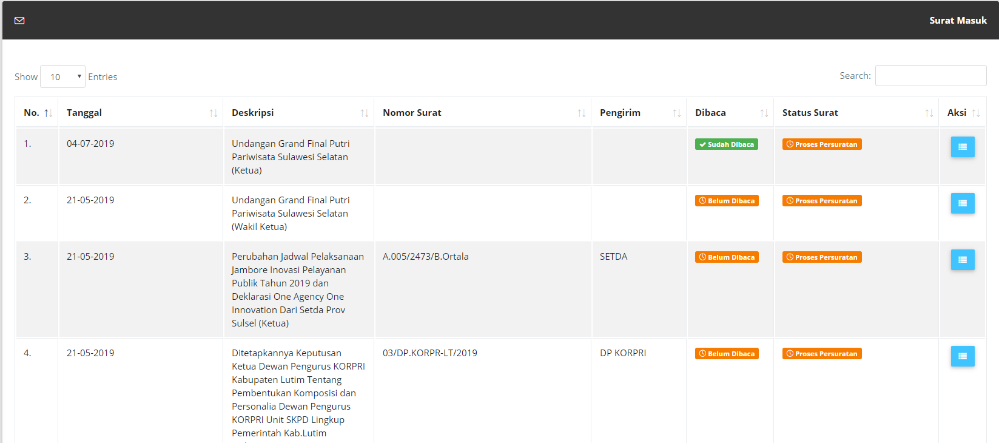 Surat Masuk
Show 10 Entries
Search:
No. Tanggal Deskripsi Nomor Surat Pengirim Dibaca Status Surat Aksi
1. 04-07-2019 Undangan Grand Final Putri Sudah Dibaca Proses Persuratan
Pariwisata Sulawesi Selatan
(Ketua)
2. 21-05-2019 Undangan Grand Final Putri Belum Dibaca Proses Persuratan
Pariwisata Sulawesi Selatan
(Wakil Ketua)
3. 21-05-2019 Perubahan Jadwal Pelaksanaan A.005/2473/B.Ortala SETDA Belum Dibaca Proses Persuratan
Jambore Inovasi Pelayanan
Publik Tahun 2019 dan
Deklarasi One Agency One
Innovation Dari Setda Prov
Sulsel (Ketua)
4. 21-05-2019 Ditetapkannya Keputusan 03/DP.KORPR-LT/2019 DP KORPRI Belum Dibaca Proses Persuratan
Ketua Dewan Pengurus KORPRI
Kabupaten Lutim Tentang
Pembentukan Komposisi dan
Personalia Dewan Pengurus
KORPRI Unit SKPD Lingkup
Pemerintah Kab.Lutim